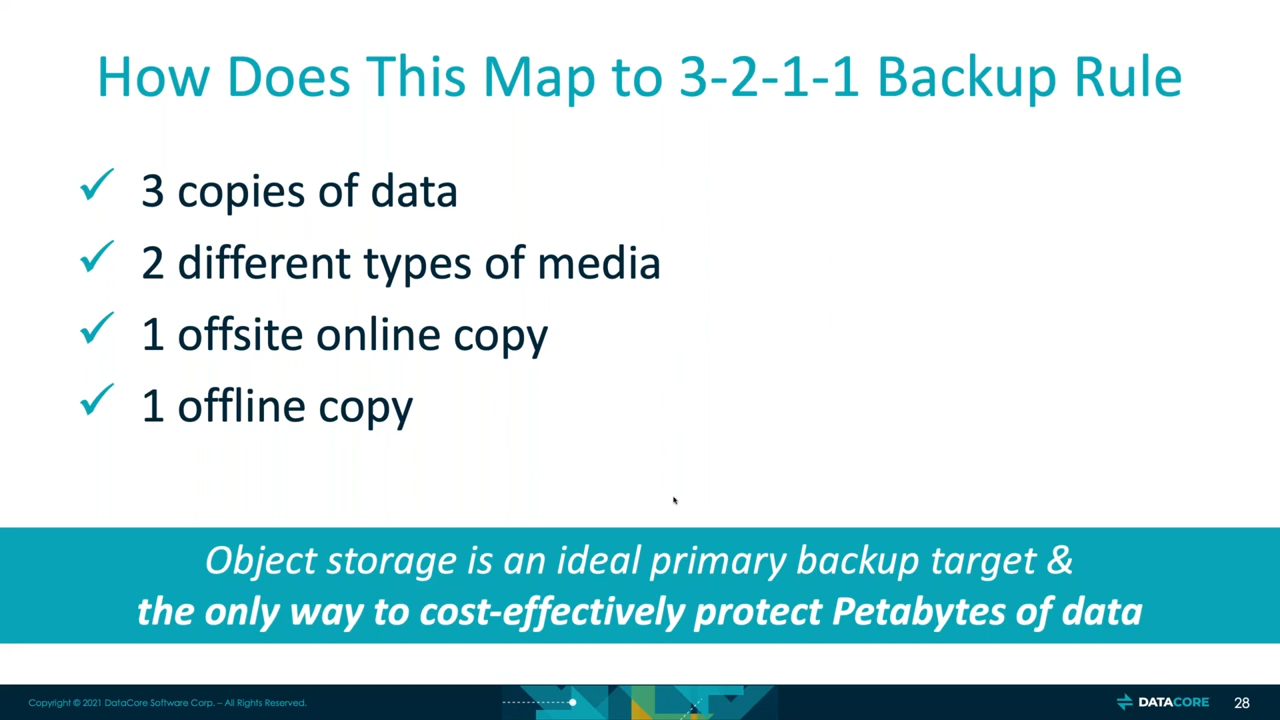 How Does This Map to 3-2-1-1 Backup Rule
3 copies of data
2 different types of media
1 offsite online copy
1 offline copy
Object storage is an ideal primary backup target &
the only way to cost-effectively protect Petabytes of data
Copyright © 2021 DataCore Software Corp. – All Rights Reserved.
DATACORE
28